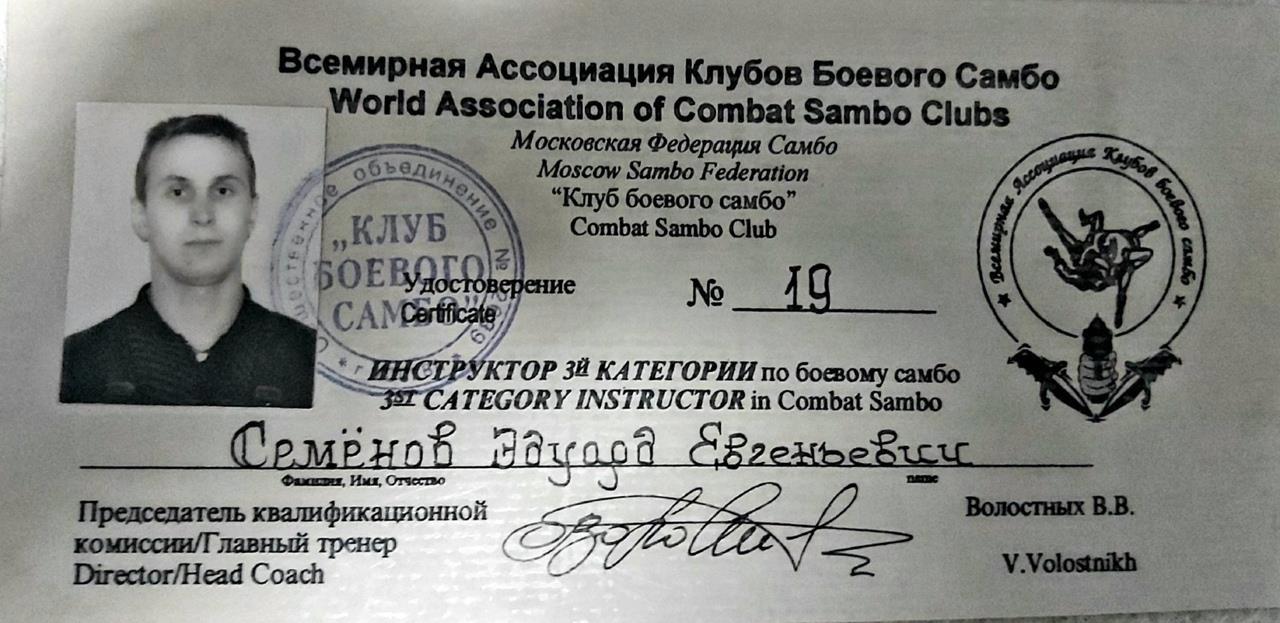 Всемирная Ассоциация Клубов Боевого Самбо
World Association of Combat Sambo Clubs
Московская Федерация Самбо
Moscow Sambo Federation
“Клуб боевого самбо”
Combat Sambo Club
„КЛУБ БОЕВОГО САМБО”
объединение №
Всемирная Ассоциация Клубов боевого самбо
Удостоверение
Certificate
№ 19
ИНСТРУКТОР 3й КАТЕГОРИИ по боевому самбо
3ST CATEGORY INSTRUCTOR in Combat Sambo
Семёнов Эдуард Евгеньевич
Фамилия, Имя, Отчество name
Председатель квалификационной Волостных В.В.
комиссии/Главный тренер
Director/Head Coach V.Volostnikh